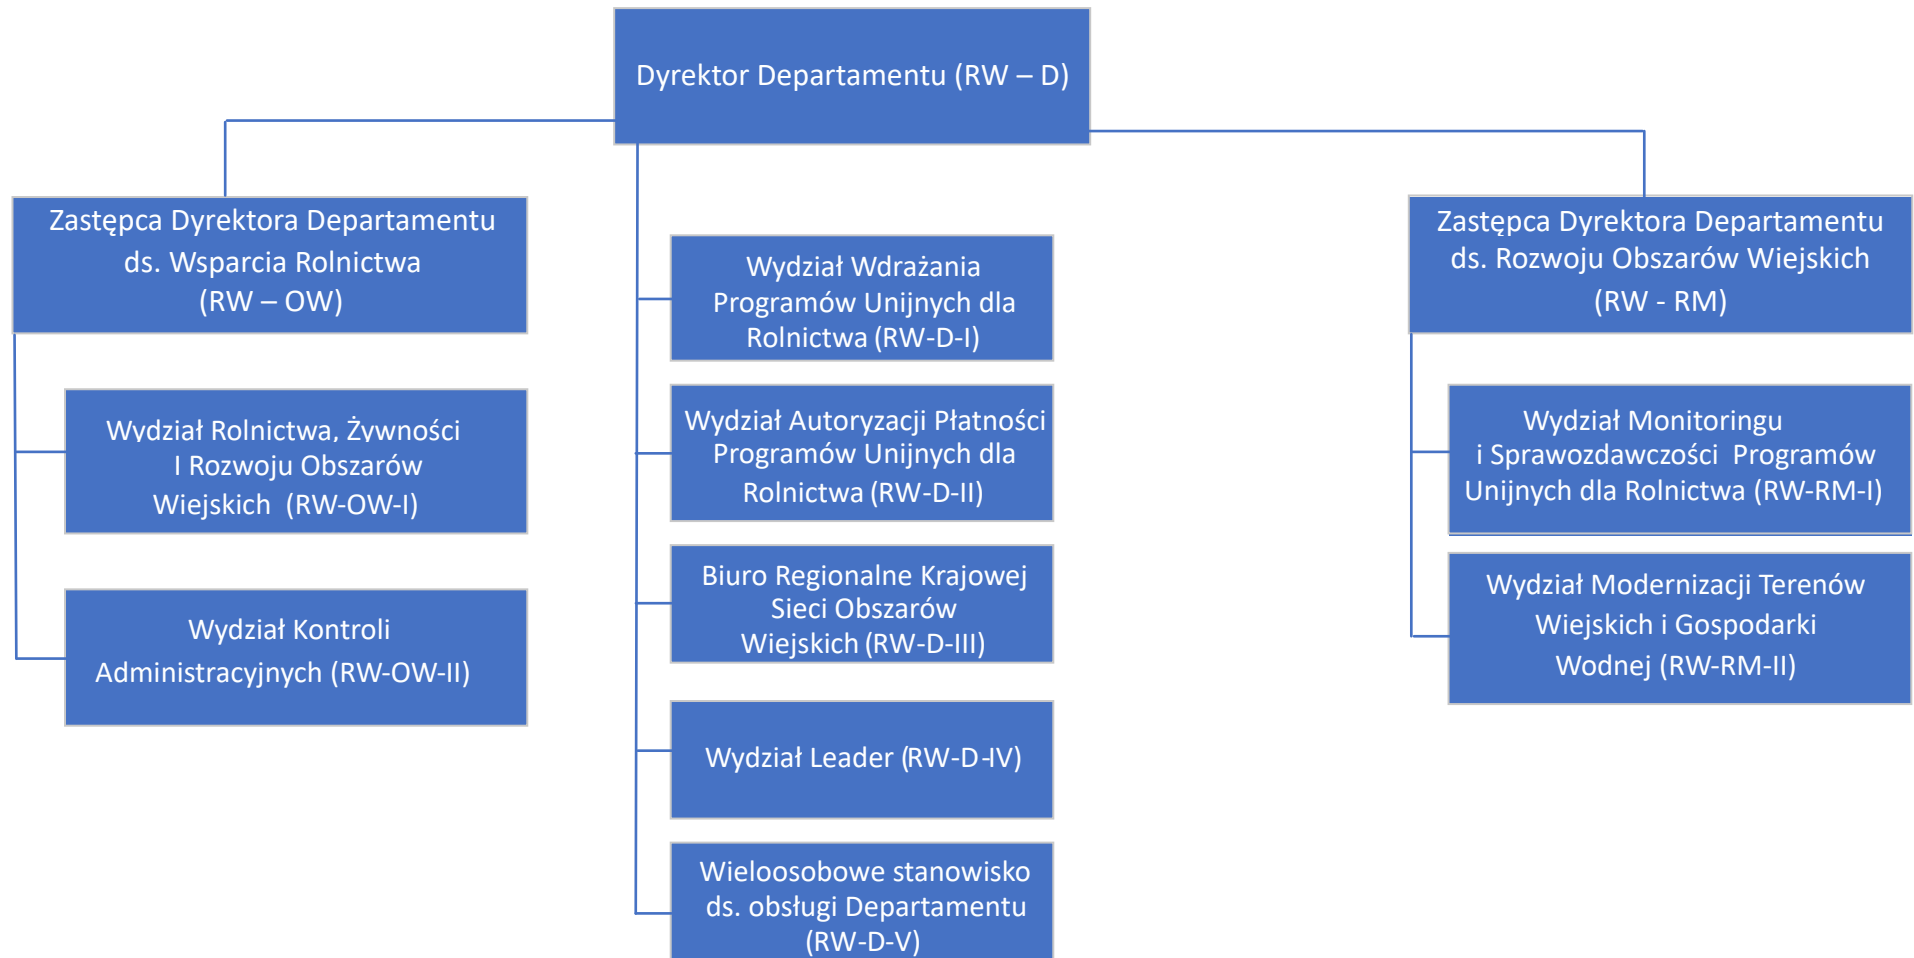 Dyrektor Departamentu (RW – D)
Zastępca Dyrektora Departamentu
ds. Wsparcia Rolnictwa
(RW – OW)
Wydział Rolnictwa, Żywności
I Rozwoju Obszarów
Wiejskich (RW-OW-I)
Wydział Kontroli
Administracyjnych (RW-OW-II)
Wydział Wdrażania
Programów Unijnych dla
Rolnictwa (RW-D-I)
Wydział Autoryzacji Płatności
Programów Unijnych dla
Rolnictwa (RW-D-II)
Biuro Regionalne Krajowej
Sieci Obszarów
Wiejskich (RW-D-III)
Wydział Leader (RW-D-IV)
Wieloosobowe stanowisko
ds. obsługi Departamentu
(RW-D-V)
Zastępca Dyrektora Departamentu
ds. Rozwoju Obszarów Wiejskich
(RW - RM)
Wydział Monitoringu
i Sprawozdawczości Programów
Unijnych dla Rolnictwa (RW-RM-I)
Wydział Modernizacji Terenów
Wiejskich i Gospodarki
Wodnej (RW-RM-II)